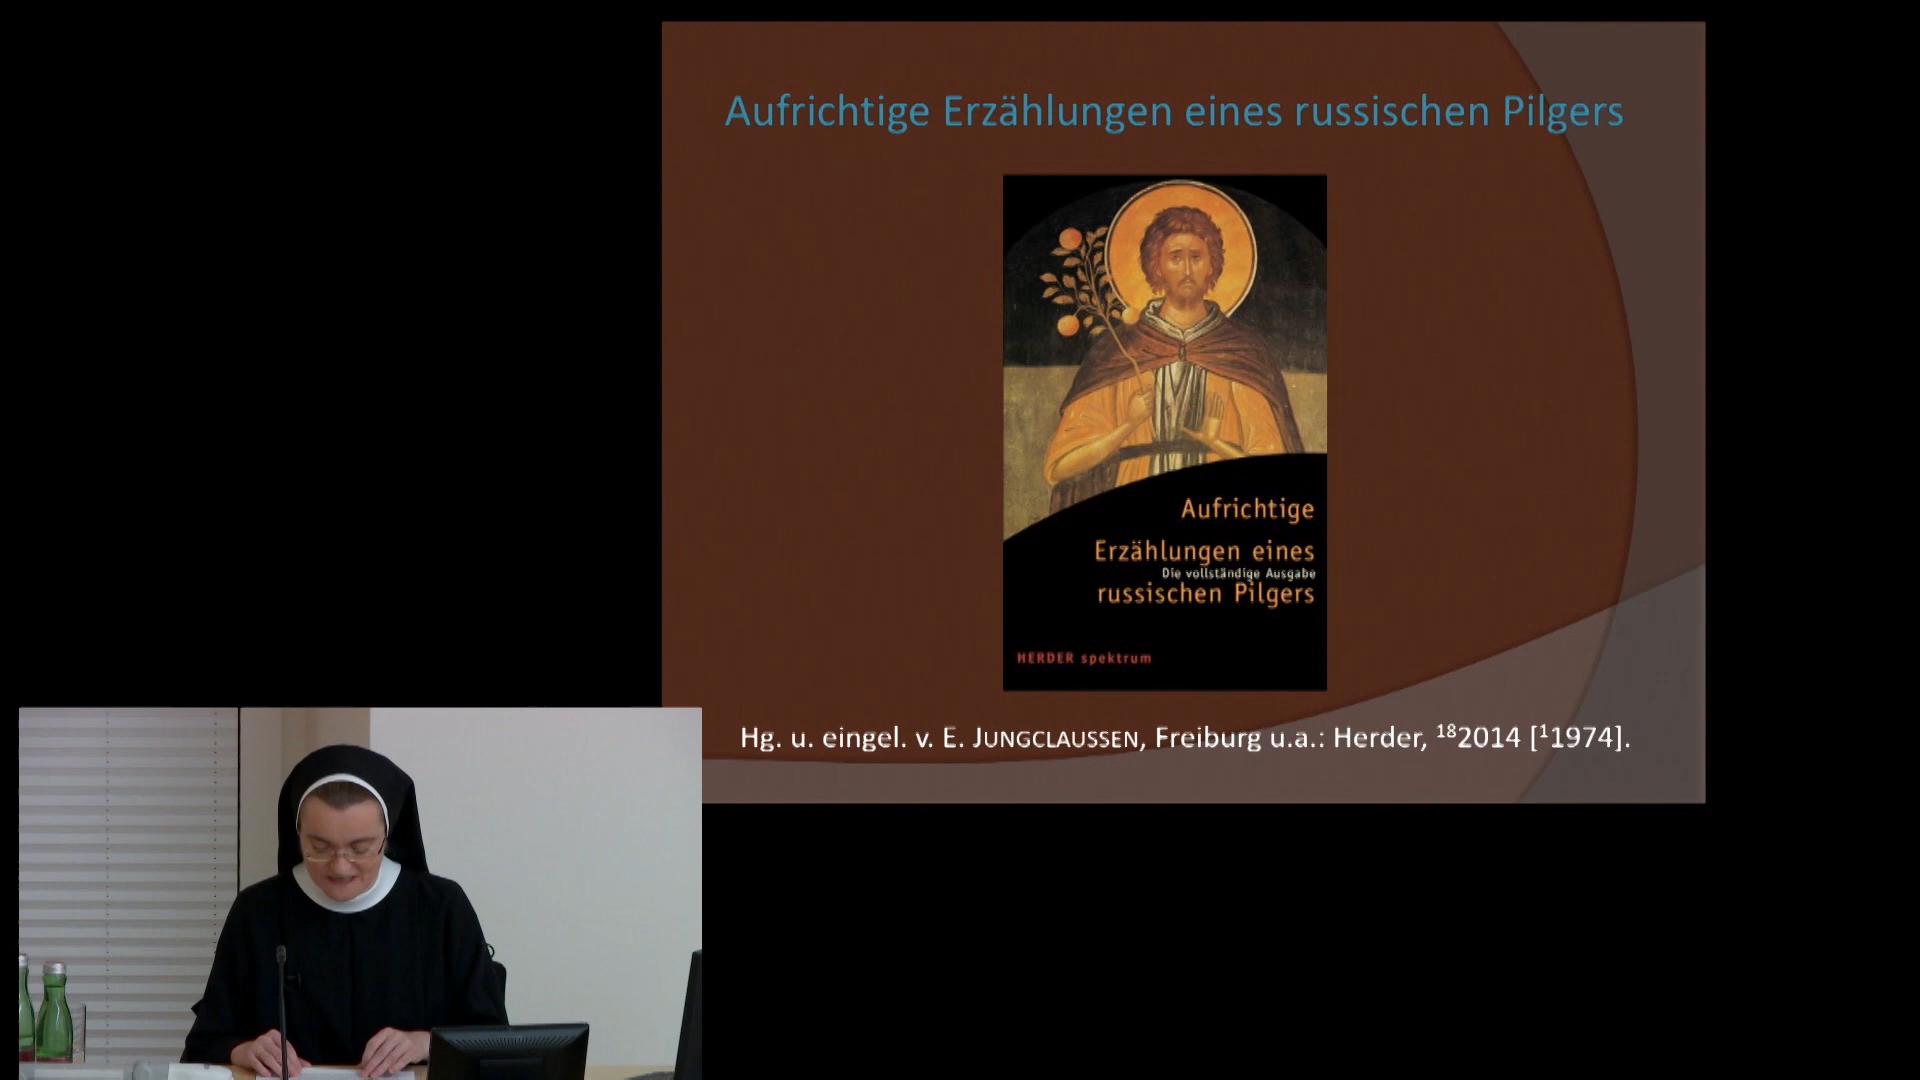 Aufrichtige Erzählungen eines russischen Pilgers
Aufrichtige
Erzählungen eines
Die vollständige Ausgabe
russischen Pilgers
HERDER spektrum
Hg. u. eingel. v. E. JUNGCLAUSSEN, Freiburg u.a.: Herder, ¹⁸2014 [¹1974].